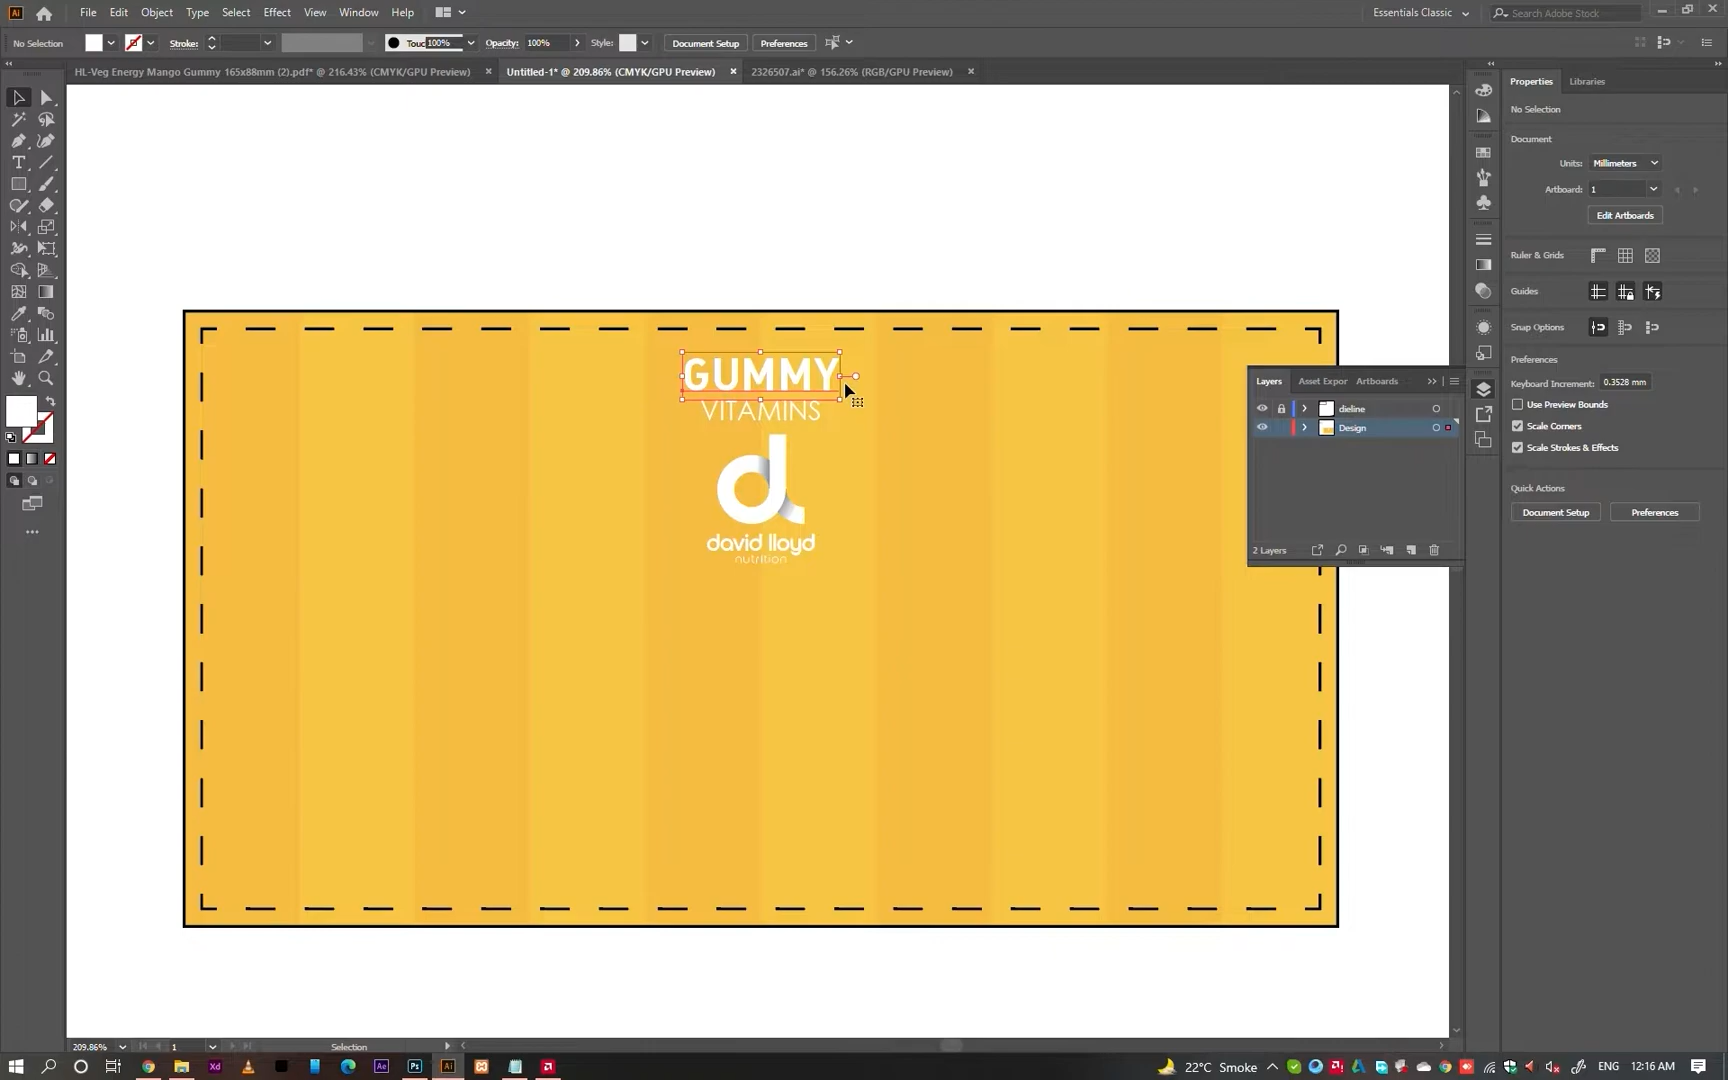 File Edit Object Type Select Effect View Window Help
Essentials Classic
Search Adobe Stock
No Selection
Stroke:
100%
Opacity: 100%
Style:
Document Setup
Preferences
HL-Veg Energy Mango Gummy 165x88mm (2).pdf* @ 216.43% (CMYK/GPU Preview)
Untitled-1* @ 209.86% (CMYK/GPU Preview)
2326507.ai* @ 156.26% (RGB/GPU Preview)
Properties Libraries
No Selection
Document
Units: Millimeters
Artboard: 1
Edit Artboards
Ruler & Grids
Guides
Snap Options
Preferences
Keyboard Increment: 0.3528 mm
Use Preview Bounds
Scale Corners
Scale Strokes & Effects
Quick Actions
Document Setup Preferences
GUMMY
VITAMINS
david lloyd
nutrition
Layers Asset Expor Artboards
dieline
Design
2 Layers
209.86% 1 Selection
22°C Smoke ENG 12:16 AM